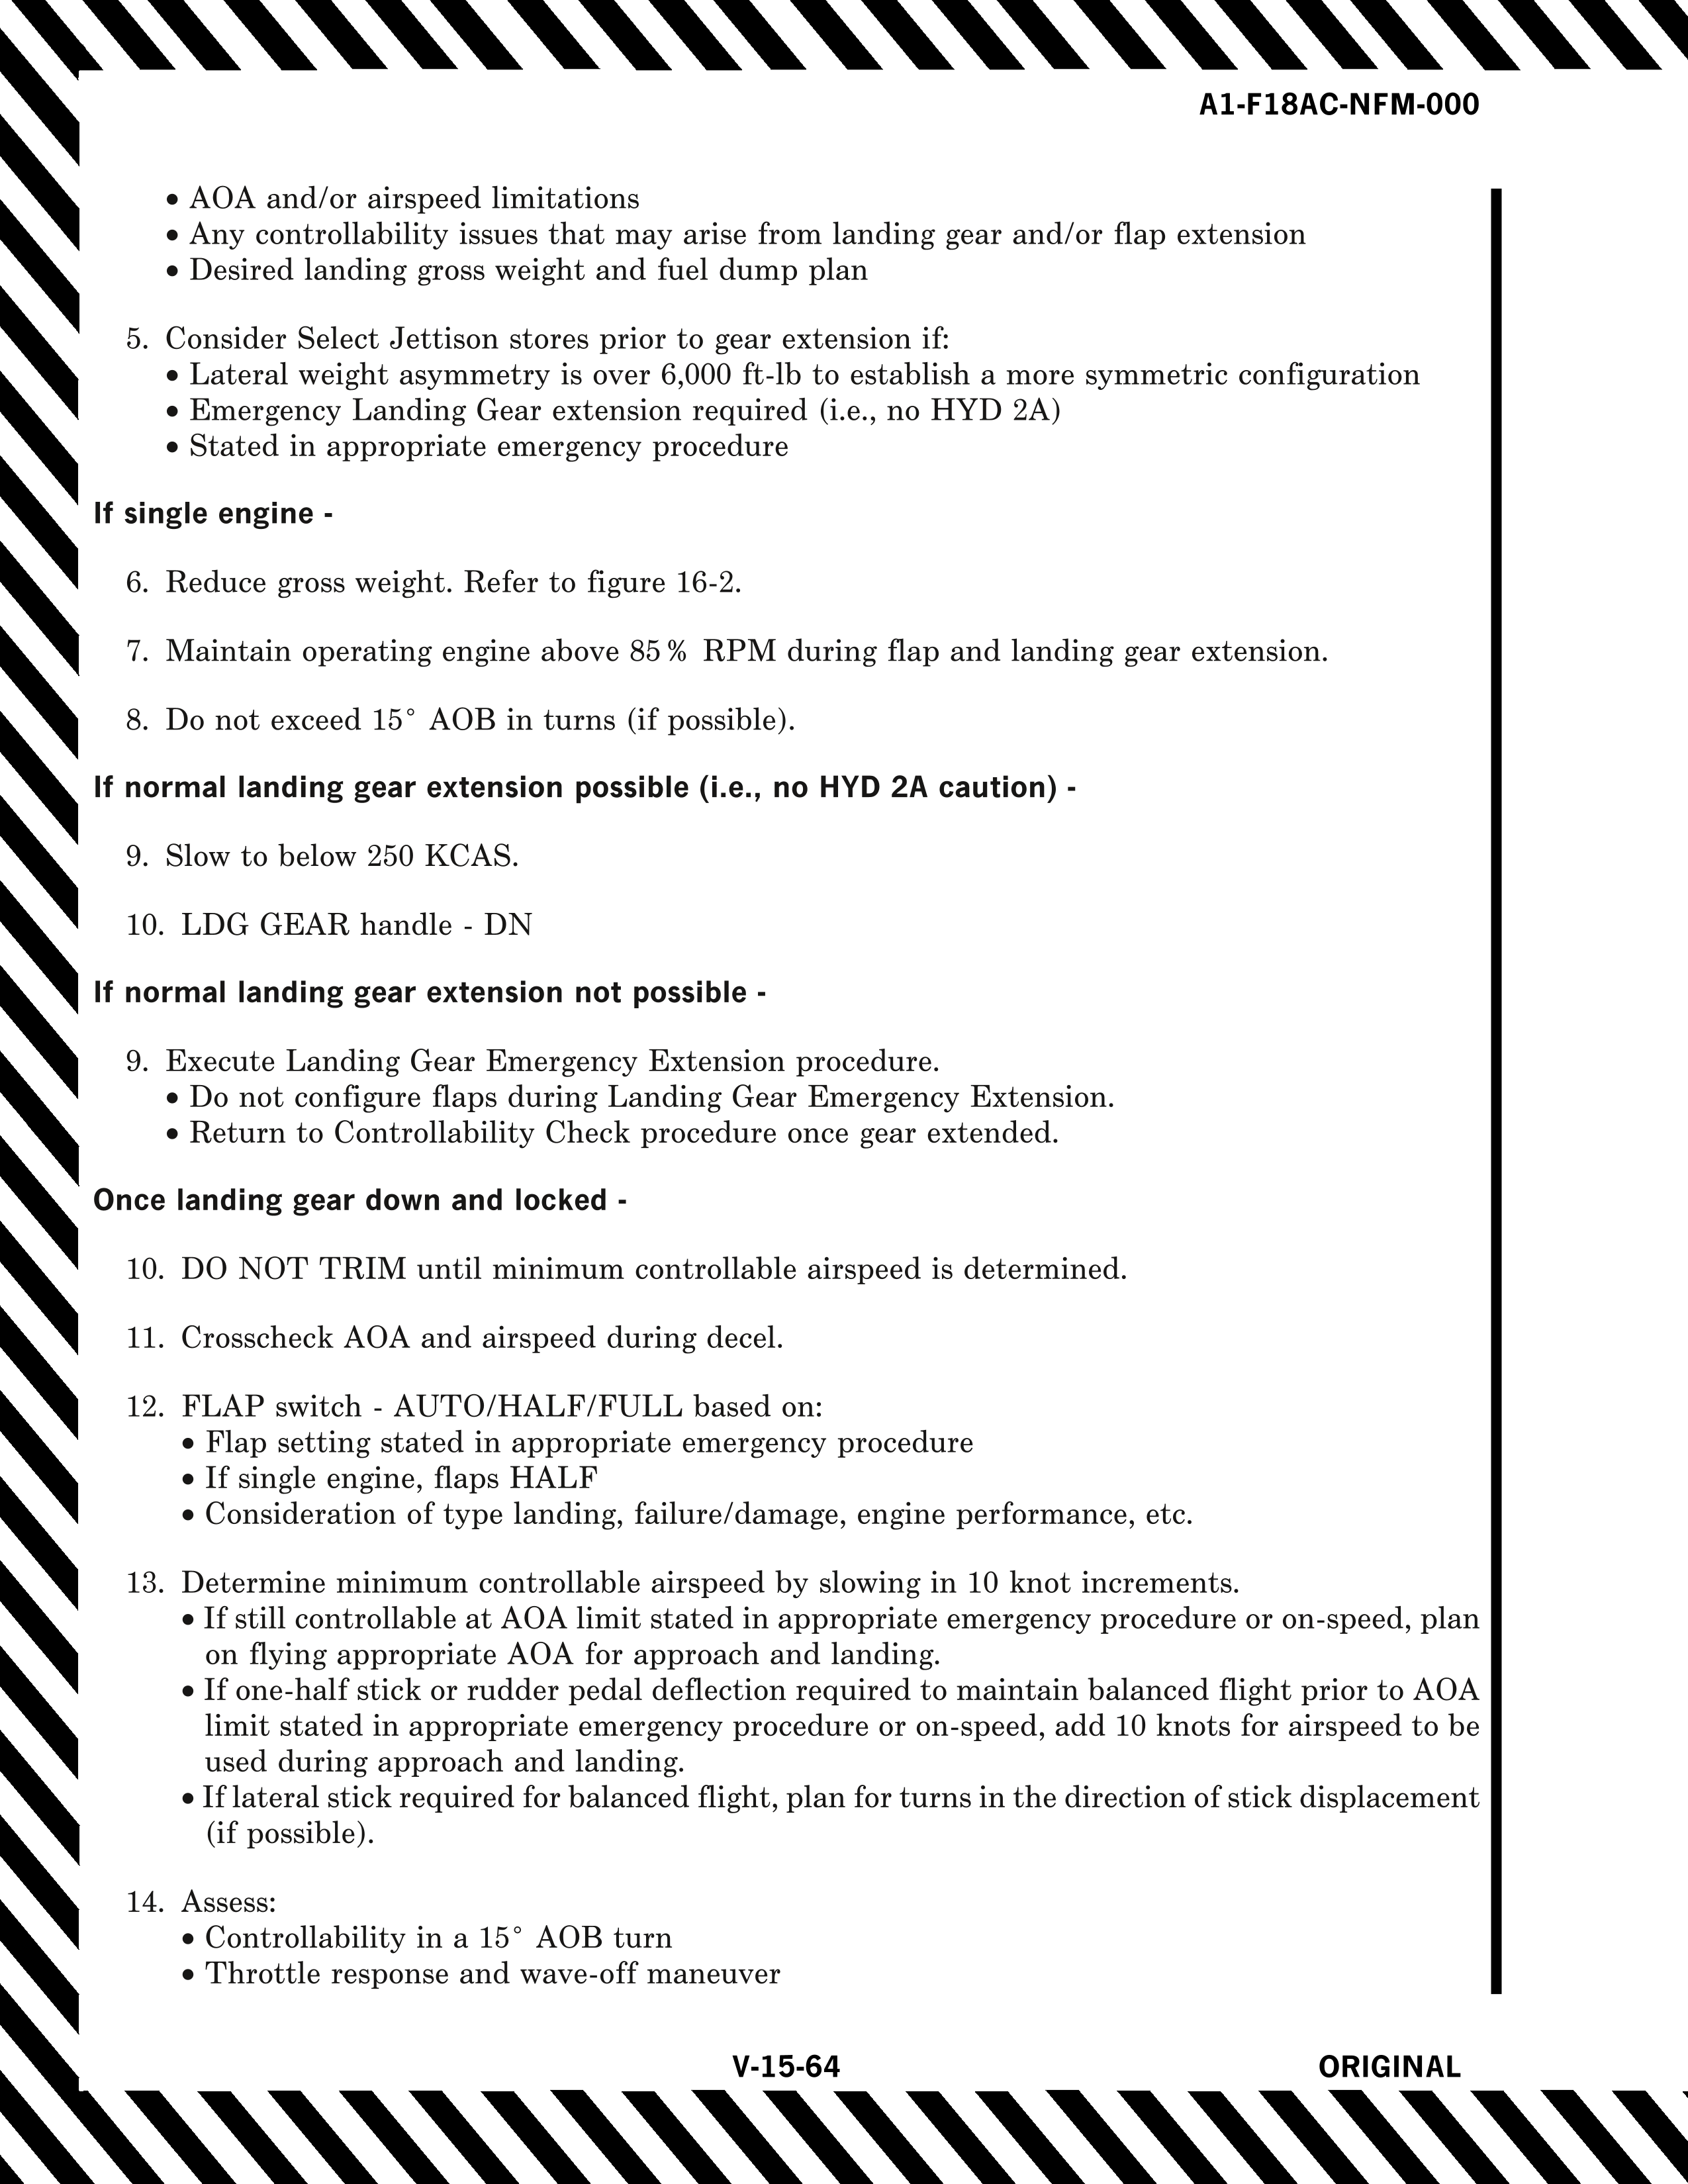 A1-F18AC-NFM-000
• AOA and/or airspeed limitations
• Any controllability issues that may arise from landing gear and/or flap extension
• Desired landing gross weight and fuel dump plan
5. Consider Select Jettison stores prior to gear extension if:
• Lateral weight asymmetry is over 6,000 ft-lb to establish a more symmetric configuration
• Emergency Landing Gear extension required (i.e., no HYD 2A)
• Stated in appropriate emergency procedure
If single engine -
6. Reduce gross weight. Refer to figure 16-2.
7. Maintain operating engine above 85% RPM during flap and landing gear extension.
8. Do not exceed 15° AOB in turns (if possible).
If normal landing gear extension possible (i.e., no HYD 2A caution) -
9. Slow to below 250 KCAS.
10. LDG GEAR handle - DN
If normal landing gear extension not possible -
9. Execute Landing Gear Emergency Extension procedure.
• Do not configure flaps during Landing Gear Emergency Extension.
• Return to Controllability Check procedure once gear extended.
Once landing gear down and locked -
10. DO NOT TRIM until minimum controllable airspeed is determined.
11. Crosscheck AOA and airspeed during decel.
12. FLAP switch - AUTO/HALF/FULL based on:
• Flap setting stated in appropriate emergency procedure
• If single engine, flaps HALF
• Consideration of type landing, failure/damage, engine performance, etc.
13. Determine minimum controllable airspeed by slowing in 10 knot increments.
• If still controllable at AOA limit stated in appropriate emergency procedure or on-speed, plan
on flying appropriate AOA for approach and landing.
• If one-half stick or rudder pedal deflection required to maintain balanced flight prior to AOA
limit stated in appropriate emergency procedure or on-speed, add 10 knots for airspeed to be
used during approach and landing.
• If lateral stick required for balanced flight, plan for turns in the direction of stick displacement
(if possible).
14. Assess:
• Controllability in a 15° AOB turn
• Throttle response and wave-off maneuver
V-15-64
ORIGINAL